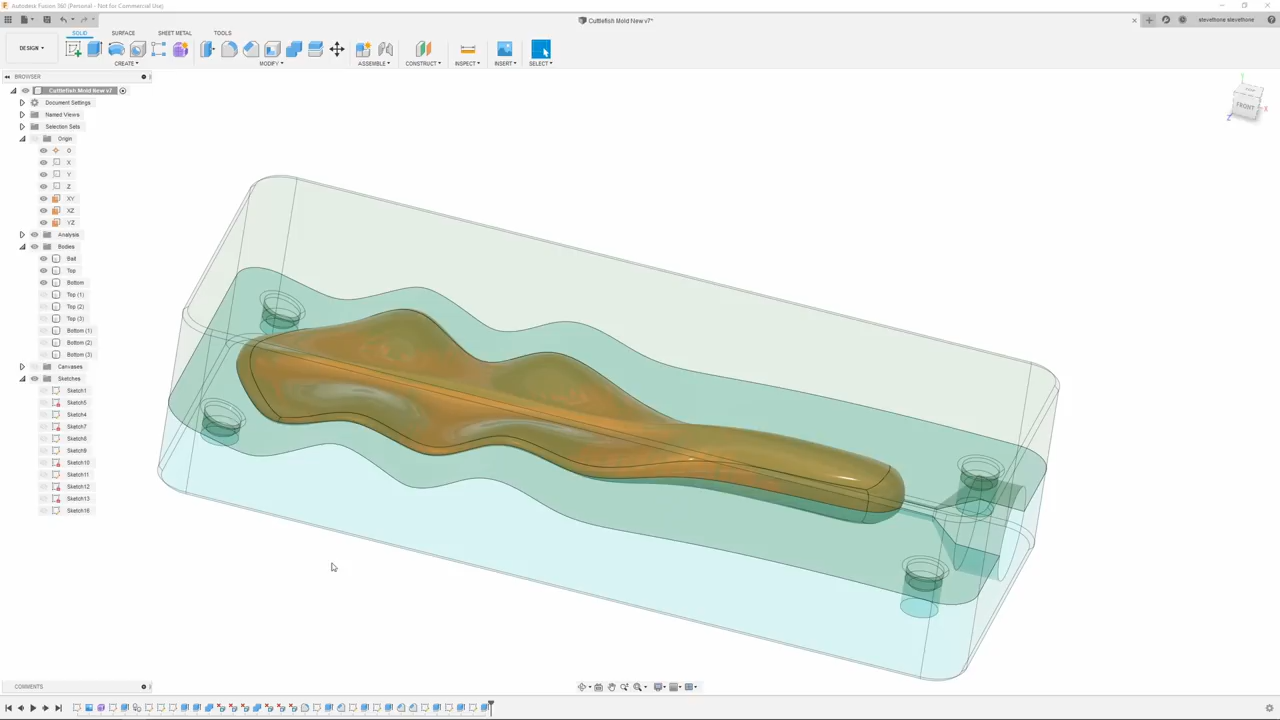 Autodesk Fusion 360 (Personal - Not for Commercial Use)
Cuttlefish Mold New v7*
stevethone stevethone
DESIGN
SOLID SURFACE SHEET METAL TOOLS
CREATE MODIFY ASSEMBLE CONSTRUCT INSPECT INSERT SELECT
BROWSER
Cuttlefish Mold New v7
Document Settings
Named Views
Selection Sets
Origin
O
X
Y
Z
XY
XZ
YZ
Analysis
Bodies
Bait
Top
Bottom
Top (1)
Top (2)
Top (3)
Bottom (1)
Bottom (2)
Bottom (3)
Canvases
Sketches
Sketch1
Sketch5
Sketch4
Sketch7
Sketch8
Sketch9
Sketch10
Sketch11
Sketch12
Sketch13
Sketch16
Y
FRONT
X
Z
COMMENTS